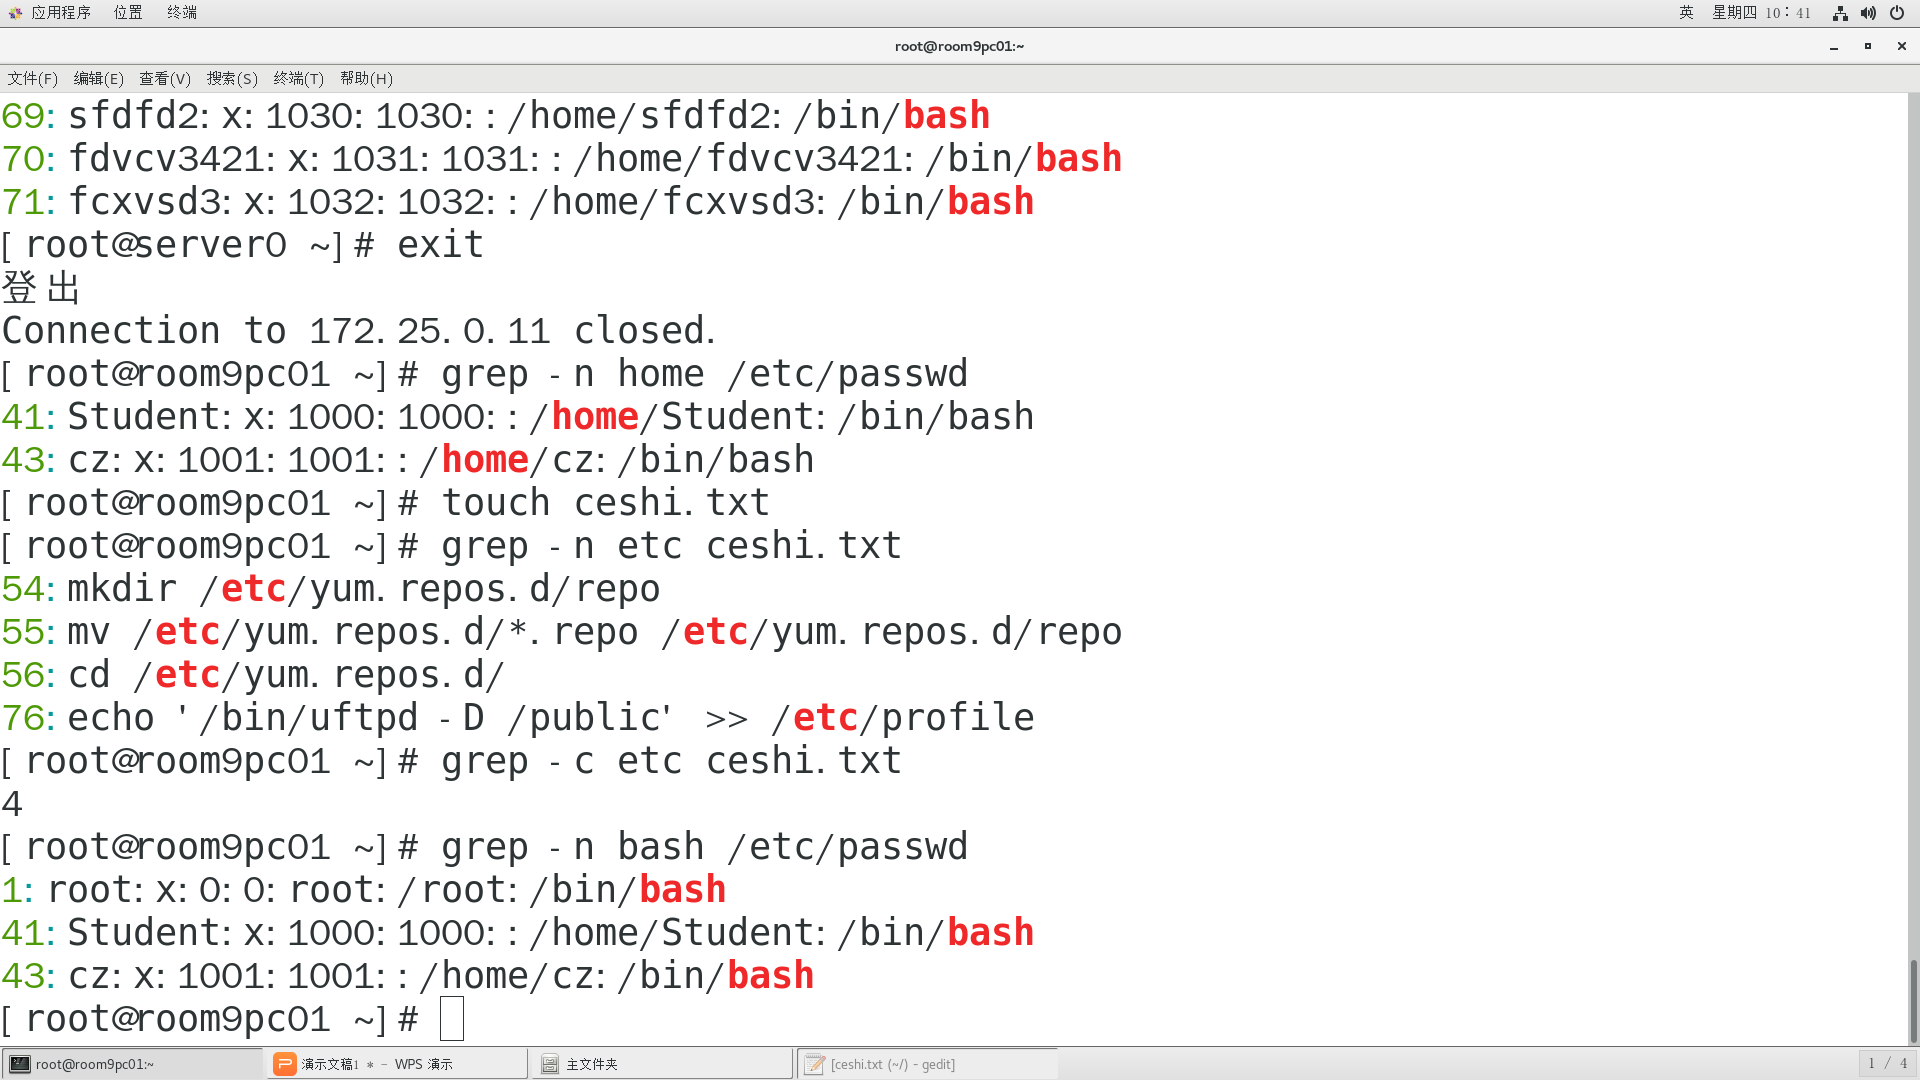 应用程序 位置 终端 英 星期四 10:41
root@room9pc01:~
文件(F) 编辑(E) 查看(V) 搜索(S) 终端(T) 帮助(H)
69:sfdfd2:x:1030:1030::/home/sfdfd2:/bin/bash
70:fdvcv3421:x:1031:1031::/home/fdvcv3421:/bin/bash
71:fcxvsd3:x:1032:1032::/home/fcxvsd3:/bin/bash
[root@server0 ~]# exit
登出
Connection to 172.25.0.11 closed.
[root@room9pc01 ~]# grep -n home /etc/passwd
41:Student:x:1000:1000::/home/Student:/bin/bash
43:cz:x:1001:1001::/home/cz:/bin/bash
[root@room9pc01 ~]# touch ceshi.txt
[root@room9pc01 ~]# grep -n etc ceshi.txt
54:mkdir /etc/yum.repos.d/repo
55:mv /etc/yum.repos.d/*.repo /etc/yum.repos.d/repo
56:cd /etc/yum.repos.d/
76:echo '/bin/uftpd -D /public' >> /etc/profile
[root@room9pc01 ~]# grep -c etc ceshi.txt
4
[root@room9pc01 ~]# grep -n bash /etc/passwd
1:root:x:0:0:root:/root:/bin/bash
41:Student:x:1000:1000::/home/Student:/bin/bash
43:cz:x:1001:1001::/home/cz:/bin/bash
[root@room9pc01 ~]#
root@room9pc01:~ 演示文稿1 * - WPS 演示 主文件夹 [ceshi.txt (~/) - gedit] 1 / 4